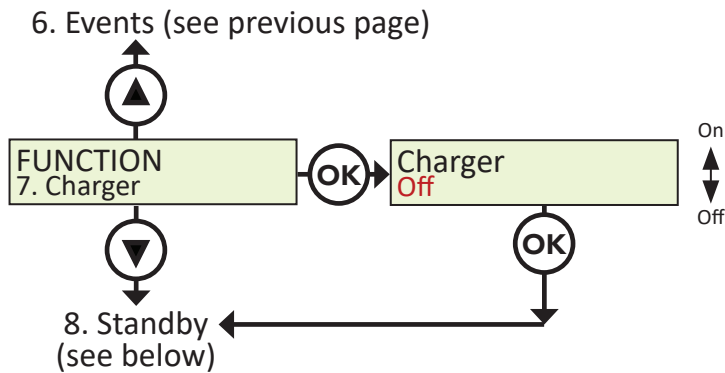 6. Events (see previous page)
FUNCTION
7. Charger
OK
Charger
Off
On
Off
OK
8. Standby
(see below)